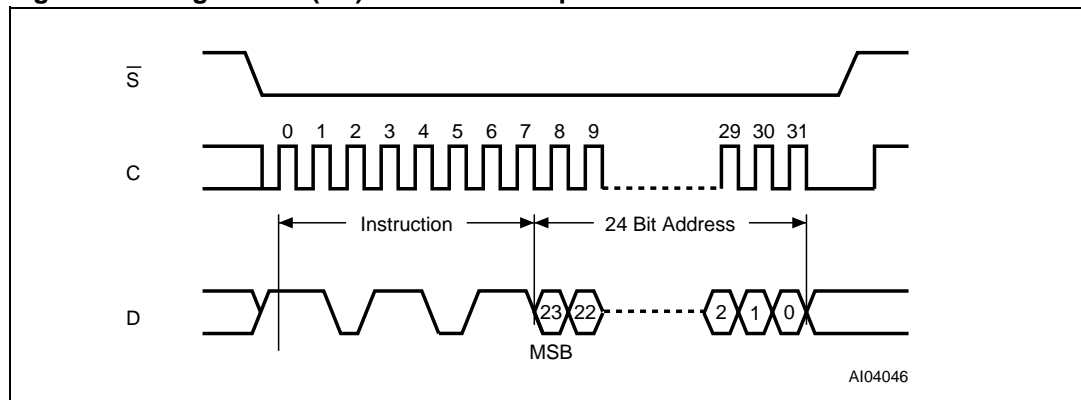 S
0 1 2 3 4 5 6 7 8 9 29 30 31
C
Instruction 24 Bit Address
D 23 22 2 1 0
MSB
AI04046